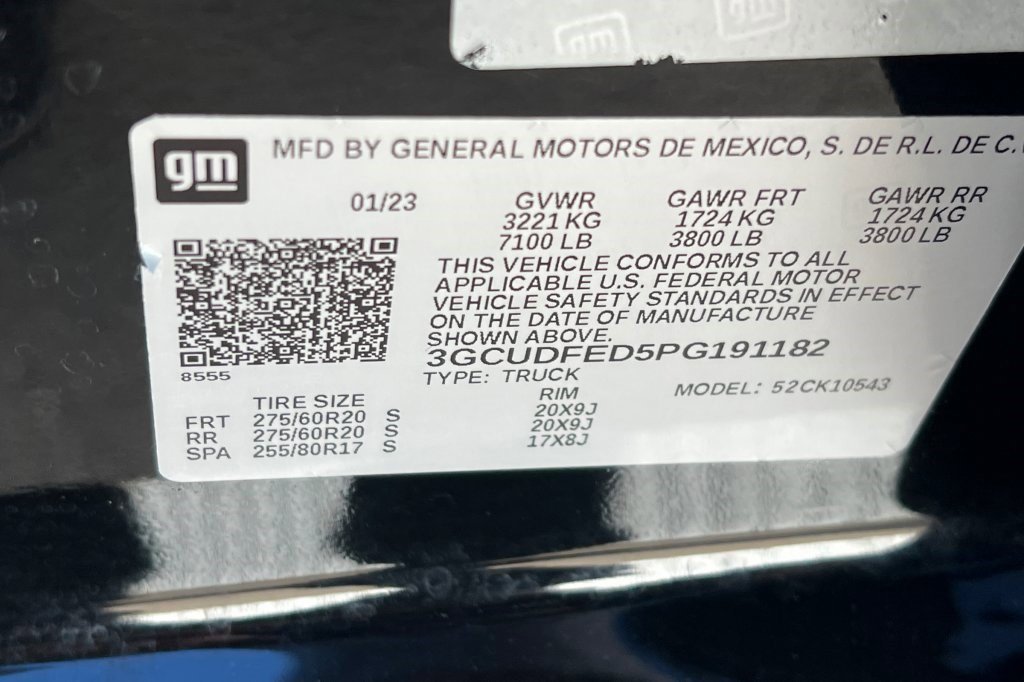 gm
gm
gm
MFD BY GENERAL MOTORS DE MEXICO, S. DE R.L. DE C.
01/23
GVWR GAWR FRT GAWR RR
3221 KG 1724 KG 1724 KG
7100 LB 3800 LB 3800 LB
THIS VEHICLE CONFORMS TO ALL
APPLICABLE U.S. FEDERAL MOTOR
VEHICLE SAFETY STANDARDS IN EFFECT
ON THE DATE OF MANUFACTURE
SHOWN ABOVE.
3GCUDFED5PG191182
8555
TYPE: TRUCK MODEL: 52CK10543
TIRE SIZE RIM
FRT 275/60R20 S 20X9J
RR 275/60R20 S 20X9J
SPA 255/80R17 S 17X8J